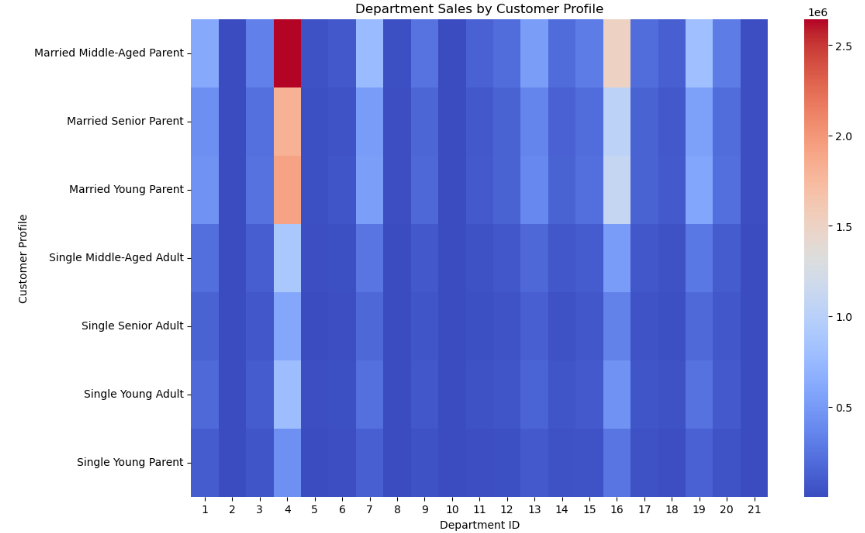 Department Sales by Customer Profile
1e6
Married Middle-Aged Parent
Married Senior Parent
Married Young Parent
Single Middle-Aged Adult
Single Senior Adult
Single Young Adult
Single Young Parent
Customer Profile
1 2 3 4 5 6 7 8 9 10 11 12 13 14 15 16 17 18 19 20 21
Department ID
2.5
2.0
1.5
1.0
0.5